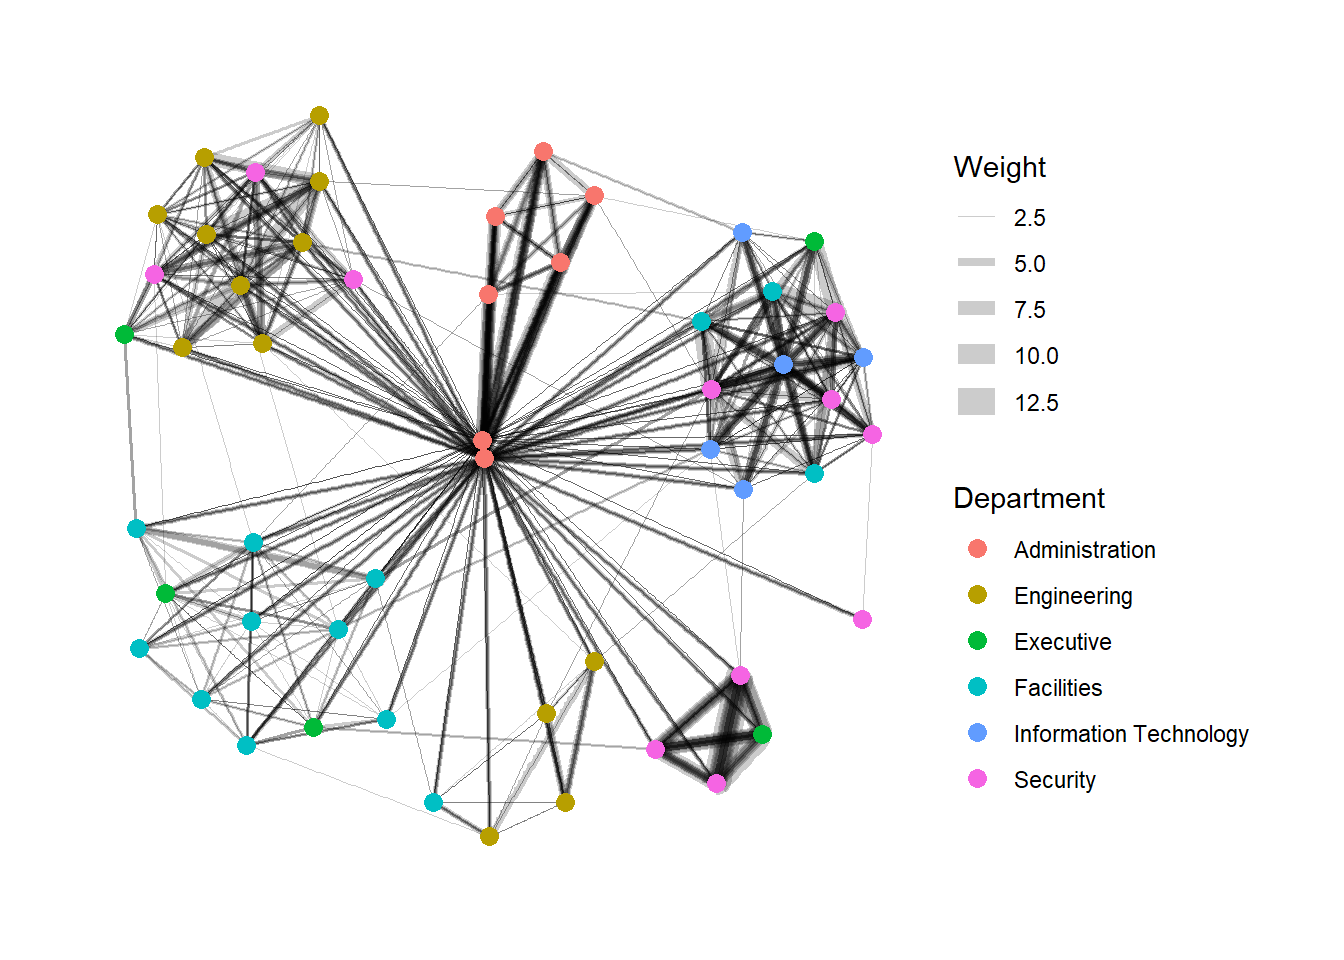 Weight
2.5
5.0
7.5
10.0
12.5
Department
Administration
Engineering
Executive
Facilities
Information Technology
Security